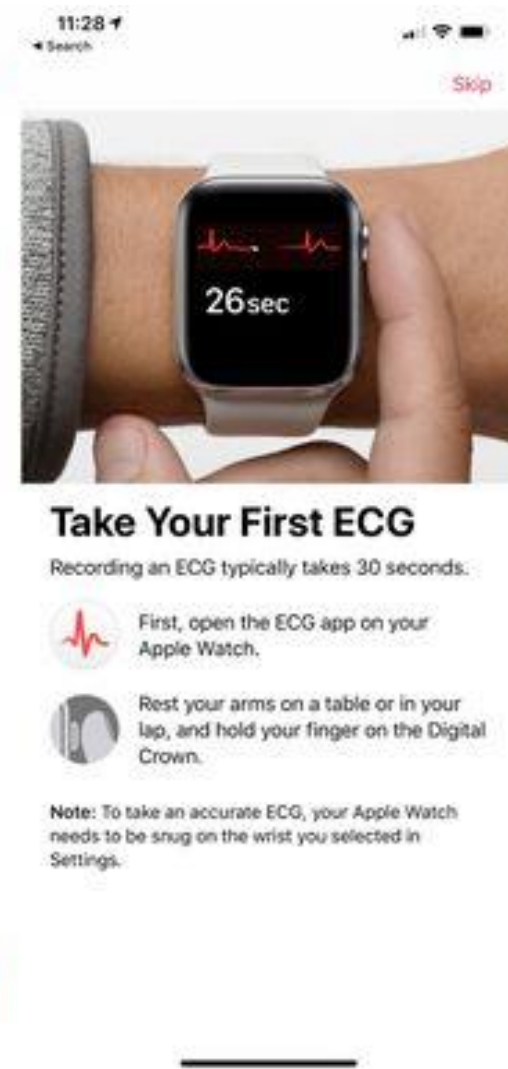 11:28
◀ Search
Skip
26sec
Take Your First ECG
Recording an ECG typically takes 30 seconds.
First, open the ECG app on your
Apple Watch.
Rest your arms on a table or in your
lap, and hold your finger on the Digital
Crown.
Note: To take an accurate ECG, your Apple Watch
needs to be snug on the wrist you selected in
Settings.